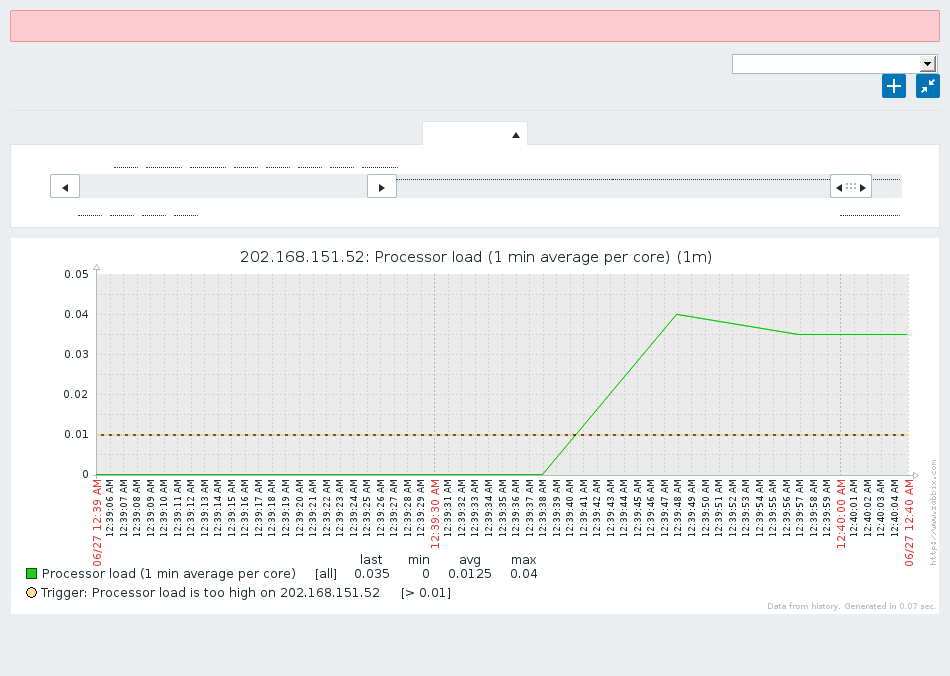 202.168.151.52: Processor load (1 min average per core) (1m)
0.05
0.04
0.03
0.02
0.01
0
06/27 12:39 AM
12:39:06 AM
12:39:07 AM
12:39:08 AM
12:39:09 AM
12:39:10 AM
12:39:11 AM
12:39:12 AM
12:39:13 AM
12:39:14 AM
12:39:15 AM
12:39:16 AM
12:39:17 AM
12:39:18 AM
12:39:19 AM
12:39:20 AM
12:39:21 AM
12:39:22 AM
12:39:23 AM
12:39:24 AM
12:39:25 AM
12:39:26 AM
12:39:27 AM
12:39:28 AM
12:39:29 AM
12:39:30 AM
12:39:31 AM
12:39:32 AM
12:39:33 AM
12:39:34 AM
12:39:35 AM
12:39:36 AM
12:39:37 AM
12:39:38 AM
12:39:39 AM
12:39:40 AM
12:39:41 AM
12:39:42 AM
12:39:43 AM
12:39:44 AM
12:39:45 AM
12:39:46 AM
12:39:47 AM
12:39:48 AM
12:39:49 AM
12:39:50 AM
12:39:51 AM
12:39:52 AM
12:39:53 AM
12:39:54 AM
12:39:55 AM
12:39:56 AM
12:39:57 AM
12:39:58 AM
12:39:59 AM
12:40:00 AM
12:40:01 AM
12:40:02 AM
12:40:03 AM
12:40:04 AM
06/27 12:40 AM
http://www.zabbix.com
last min avg max
Processor load (1 min average per core) [all] 0.035 0 0.0125 0.04
Trigger: Processor load is too high on 202.168.151.52 [> 0.01]
Data from history. Generated in 0.07 sec.